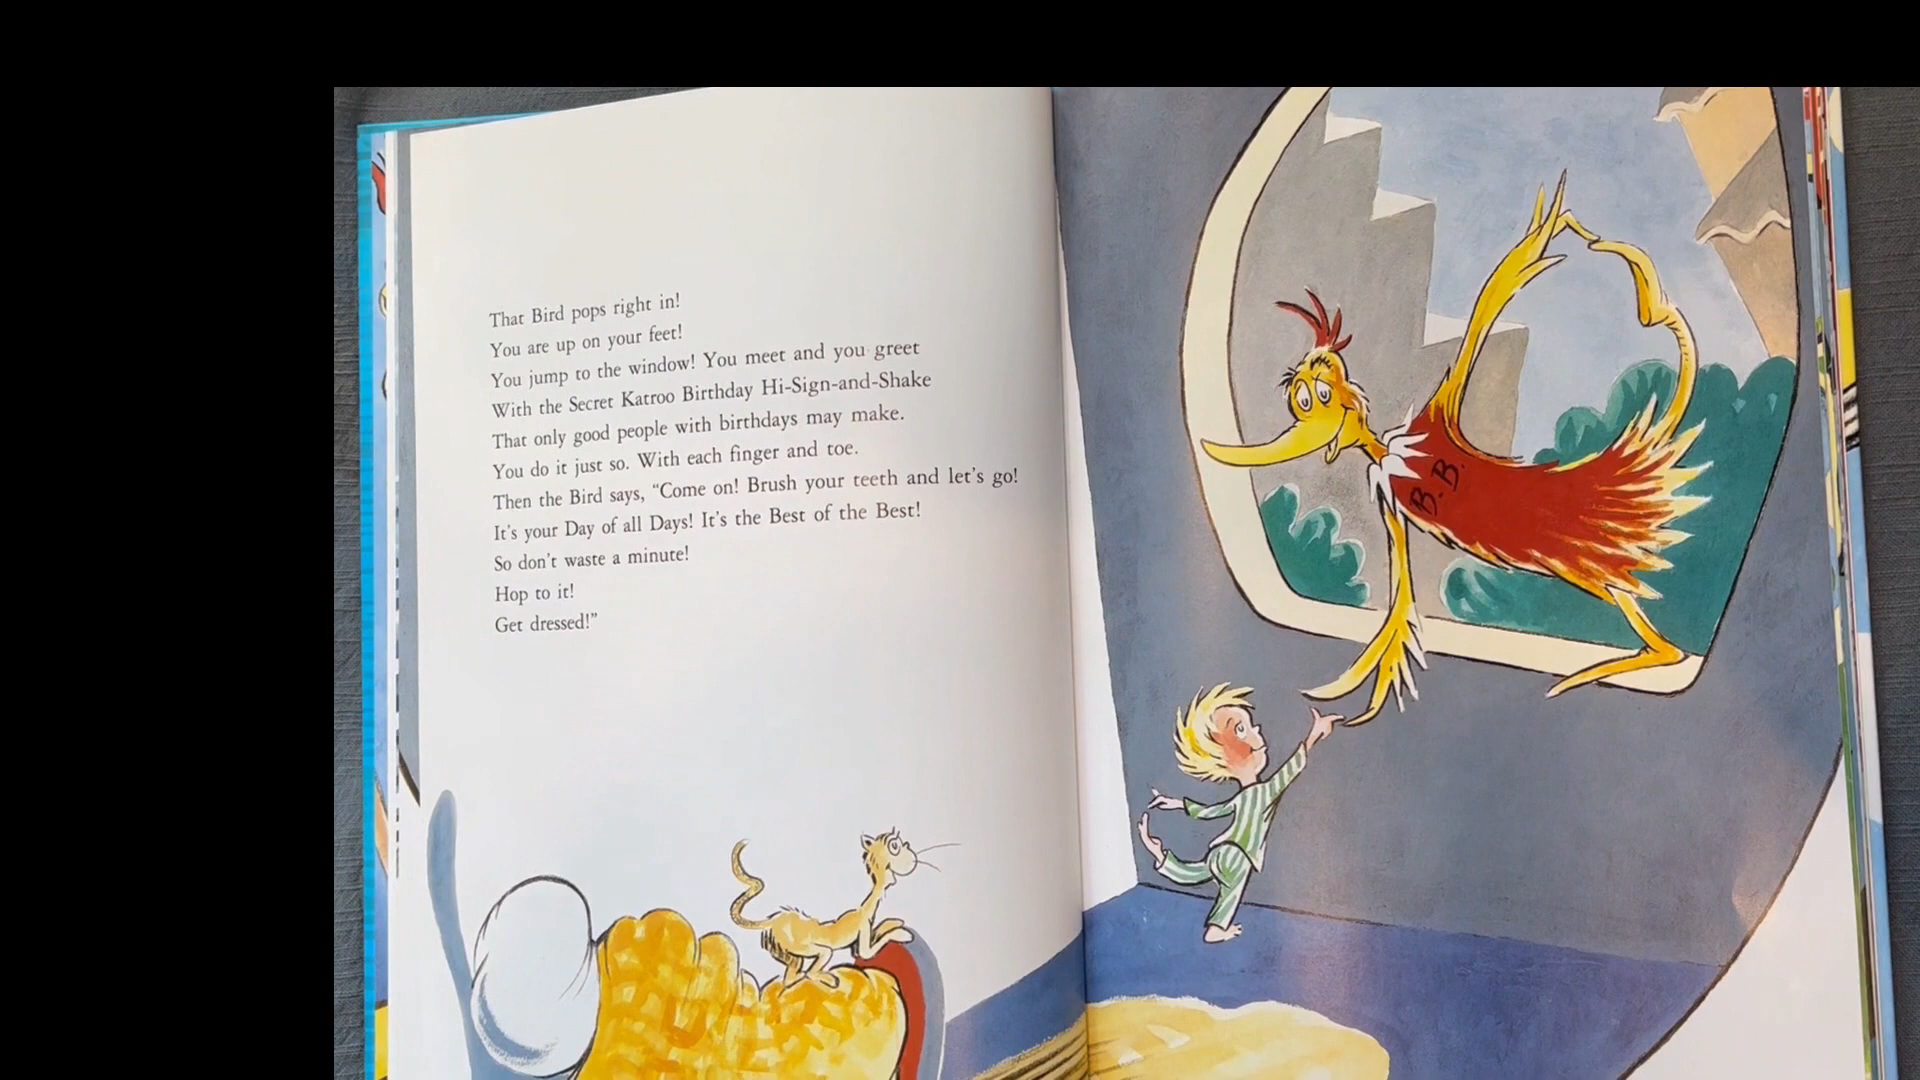 That Bird pops right in!
You are up on your feet!
You jump to the window! You meet and you greet
With the Secret Katroo Birthday Hi-Sign-and-Shake
That only good people with birthdays may make.
You do it just so. With each finger and toe.
Then the Bird says, “Come on! Brush your teeth and let’s go!
It’s your Day of all Days! It’s the Best of the Best!
So don’t waste a minute!
Hop to it!
Get dressed!”
B.B.